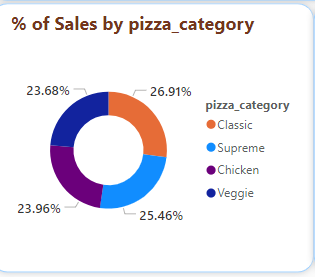 % of Sales by pizza_category
23.68%
26.91%
pizza_category
Classic
Supreme
Chicken
Veggie
23.96%
25.46%